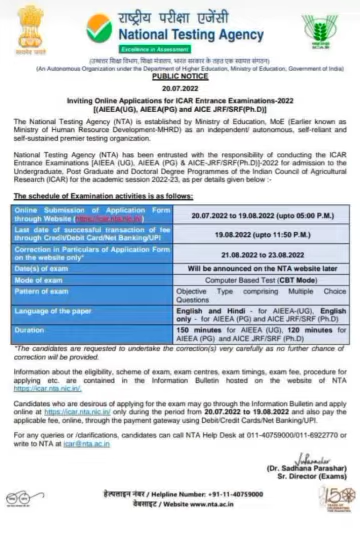 राष्ट्रीय परीक्षा एजेंसी
National Testing Agency
Excellence in Assessment
(उच्चतर शिक्षा विभाग, शिक्षा मंत्रालय, भारत सरकार के तहत एक स्वायत्त संगठन)
(An Autonomous Organization under the Department of Higher Education, Ministry of Education, Government of India)
PUBLIC NOTICE
20.07.2022
Inviting Online Applications for ICAR Entrance Examinations-2022
[(AIEEA(UG), AIEEA(PG) and AICE JRF/SRF(Ph.D)]
The National Testing Agency (NTA) is established by Ministry of Education, MoE (Earlier known as
Ministry of Human Resource Development-MHRD) as an independent/ autonomous, self-reliant and
self-sustained premier testing organization.
National Testing Agency (NTA) has been entrusted with the responsibility of conducting the ICAR
Entrance Examinations [AIEEA (UG), AIEEA (PG) & AICE-JRF/SRF(Ph.D)]-2022 for admission to the
Undergraduate, Post Graduate and Doctoral Degree Programmes of the Indian Council of Agricultural
Research (ICAR) for the academic session 2022-23, as per details given below :-
The schedule of Examination activities is as follows:
Online Submission of Application Form
through Website (https://icar.nta.nic.in/) 20.07.2022 to 19.08.2022 (upto 05:00 P.M.)
Last date of successful transaction of fee
through Credit/Debit Card/Net Banking/UPI 19.08.2022 (upto 11:50 P.M.)
Correction in Particulars of Application Form
on the website only* 21.08.2022 to 23.08.2022
Date(s) of exam Will be announced on the NTA website later
Mode of exam Computer Based Test (CBT Mode)
Pattern of exam Objective Type comprising Multiple Choice
Questions
Language of the paper English and Hindi - for AIEEA-(UG), English
only - for AIEEA (PG) and AICE JRF/ SRF (Ph.D)
Duration 150 minutes for AIEEA (UG), 120 minutes for
AIEEA (PG) and AICE JRF/SRF (Ph.D)
*The candidates are requested to undertake the correction(s) very carefully as no further chance of
correction will be provided.
Information about the eligibility, scheme of exam, exam centres, exam timings, exam fee, procedure for
applying etc. are contained in the Information Bulletin hosted on the website of NTA
https://icar.nta.nic.in/.
Candidates who are desirous of applying for the exam may go through the Information Bulletin and apply
online at https://icar.nta.nic.in/ only during the period from 20.07.2022 to 19.08.2022 and also pay the
applicable fee, online, through the payment gateway using Debit/Credit Cards/Net Banking/UPI.
For any queries or /clarifications, candidates can call NTA Help Desk at 011-40759000/011-6922770 or
write to NTA at icar@nta.ac.in
(Dr. Sadhana Parashar)
Sr. Director (Exams)
हेल्पलाइन नंबर / Helpline Number: +91-11-40759000
वेबसाईट / Website www.nta.ac.in